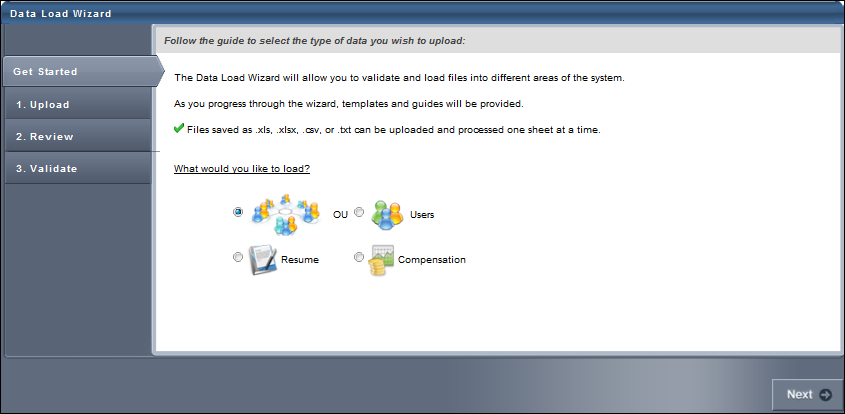 Data Load Wizard
Follow the guide to select the type of data you wish to upload:
Get Started
1. Upload
2. Review
3. Validate
The Data Load Wizard will allow you to validate and load files into different areas of the system.
As you progress through the wizard, templates and guides will be provided.
Files saved as .xls, .xlsx, .csv, or .txt can be uploaded and processed one sheet at a time.
What would you like to load?
OU Users
Resume Compensation
Next